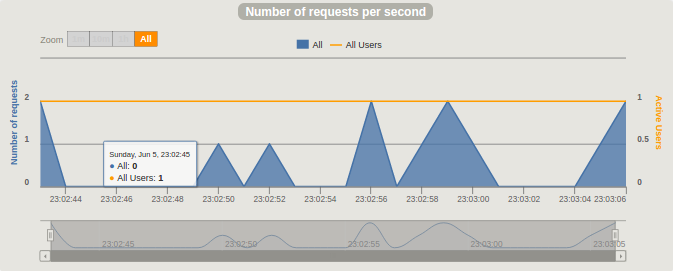 Number of requests per second
Zoom All
All All Users
Number of requests
2
1
0
Active Users
1
0.5
0
Sunday, Jun 5, 23:02:45
All: 0
All Users: 1
23:02:44 23:02:46 23:02:48 23:02:50 23:02:52 23:02:54 23:02:56 23:02:58 23:03:00 23:03:02 23:03:04 23:03:06
23:02:45 23:02:50 23:02:55 23:03:00 23:03:05